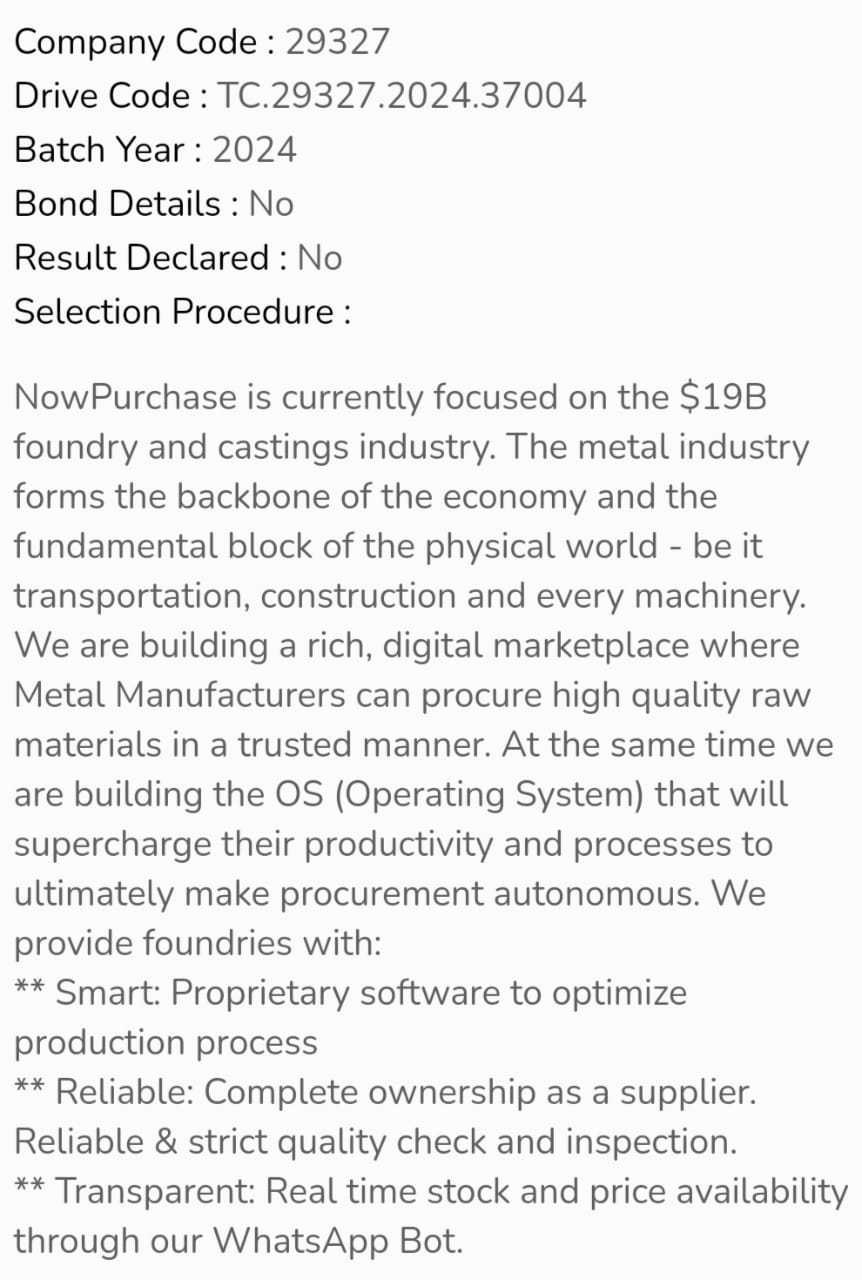 Company Code : 29327
Drive Code : TC.29327.2024.37004
Batch Year : 2024
Bond Details : No
Result Declared : No
Selection Procedure :
NowPurchase is currently focused on the $19B
foundry and castings industry. The metal industry
forms the backbone of the economy and the
fundamental block of the physical world - be it
transportation, construction and every machinery.
We are building a rich, digital marketplace where
Metal Manufacturers can procure high quality raw
materials in a trusted manner. At the same time we
are building the OS (Operating System) that will
supercharge their productivity and processes to
ultimately make procurement autonomous. We
provide foundries with:
** Smart: Proprietary software to optimize
production process
** Reliable: Complete ownership as a supplier.
Reliable & strict quality check and inspection.
** Transparent: Real time stock and price availability
through our WhatsApp Bot.